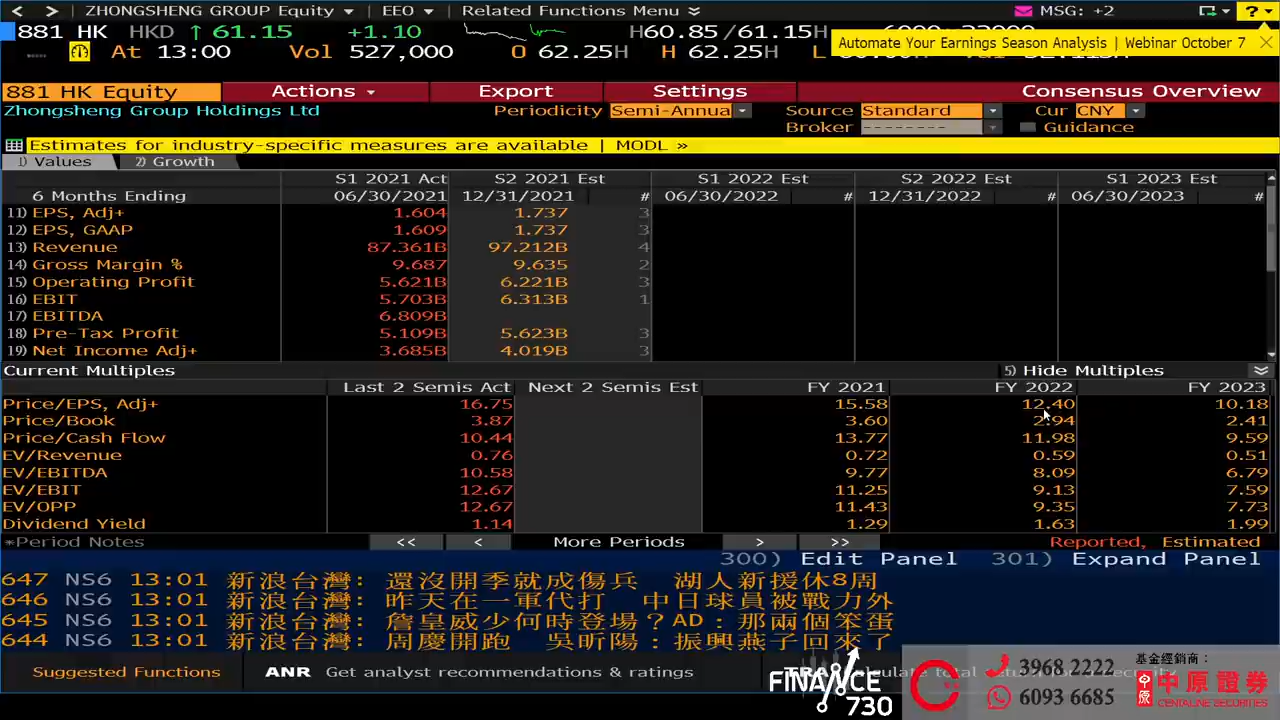 < > ZHONGSHENG GROUP Equity EEO Related Functions Menu MSG: +2 ?
881 HK HKD ↑ 61.15 +1.10 H60.85/61.15H
At 13:00 Vol 527,000 O 62.25H H 62.25H L
Automate Your Earnings Season Analysis | Webinar October 7
881 HK Equity Actions Export Settings Consensus Overview
Zhongsheng Group Holdings Ltd Periodicity Semi-Annua Source Standard Cur CNY
Broker -------- Guidance
Estimates for industry-specific measures are available | MODL »
1) Values 2) Growth
S1 2021 Act S2 2021 Est S1 2022 Est S2 2022 Est S1 2023 Est
6 Months Ending 06/30/2021 12/31/2021 # 06/30/2022 # 12/31/2022 # 06/30/2023 #
11) EPS, Adj+ 1.604 1.737 3
12) EPS, GAAP 1.609 1.737 3
13) Revenue 87.361B 97.212B 4
14) Gross Margin % 9.687 9.635 2
15) Operating Profit 5.621B 6.221B 3
16) EBIT 5.703B 6.313B 1
17) EBITDA 6.809B
18) Pre-Tax Profit 5.109B 5.623B 3
19) Net Income Adj+ 3.685B 4.019B 3
Current Multiples 5) Hide Multiples
Last 2 Semis Act Next 2 Semis Est FY 2021 FY 2022 FY 2023
Price/EPS, Adj+ 16.75 15.58 12.40 10.18
Price/Book 3.87 3.60 2.94 2.41
Price/Cash Flow 10.44 13.77 11.98 9.59
EV/Revenue 0.76 0.72 0.59 0.51
EV/EBITDA 10.58 9.77 8.09 6.79
EV/EBIT 12.67 11.25 9.13 7.59
EV/OPP 12.67 11.43 9.35 7.73
Dividend Yield 1.14 1.29 1.63 1.99
*Period Notes << < More Periods > >> Reported, Estimated
300) Edit Panel 301) Expand Panel
647 NS6 13:01 新浪台灣: 還沒開季就成傷兵 湖人新援休8周
646 NS6 13:01 新浪台灣: 昨天在一軍代打 中日球員被戰力外
645 NS6 13:01 新浪台灣: 詹皇威少何時登場？AD：那兩個笨蛋
644 NS6 13:01 新浪台灣: 周慶開跑 吳昕陽：振興燕子回來了
Suggested Functions ANR Get analyst recommendations & ratings
FINANCE 730
3968 2222
6093 6685
基金經銷商：
中原證券
CENTALINE SECURITIES